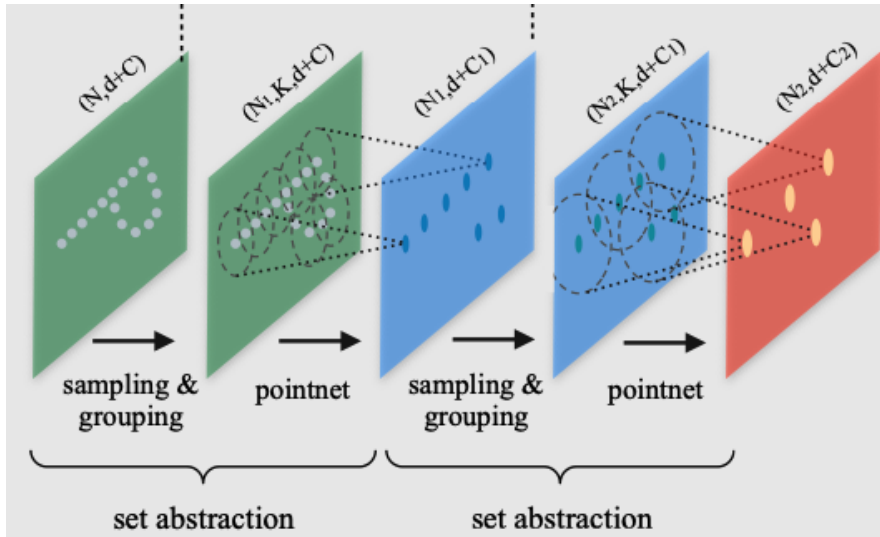 (N,d+C)
(N₁,K,d+C)
(N₁,d+C₁)
(N₂,K,d+C₁)
(N₂,d+C₂)
sampling &
grouping
pointnet
sampling &
grouping
pointnet
set abstraction
set abstraction